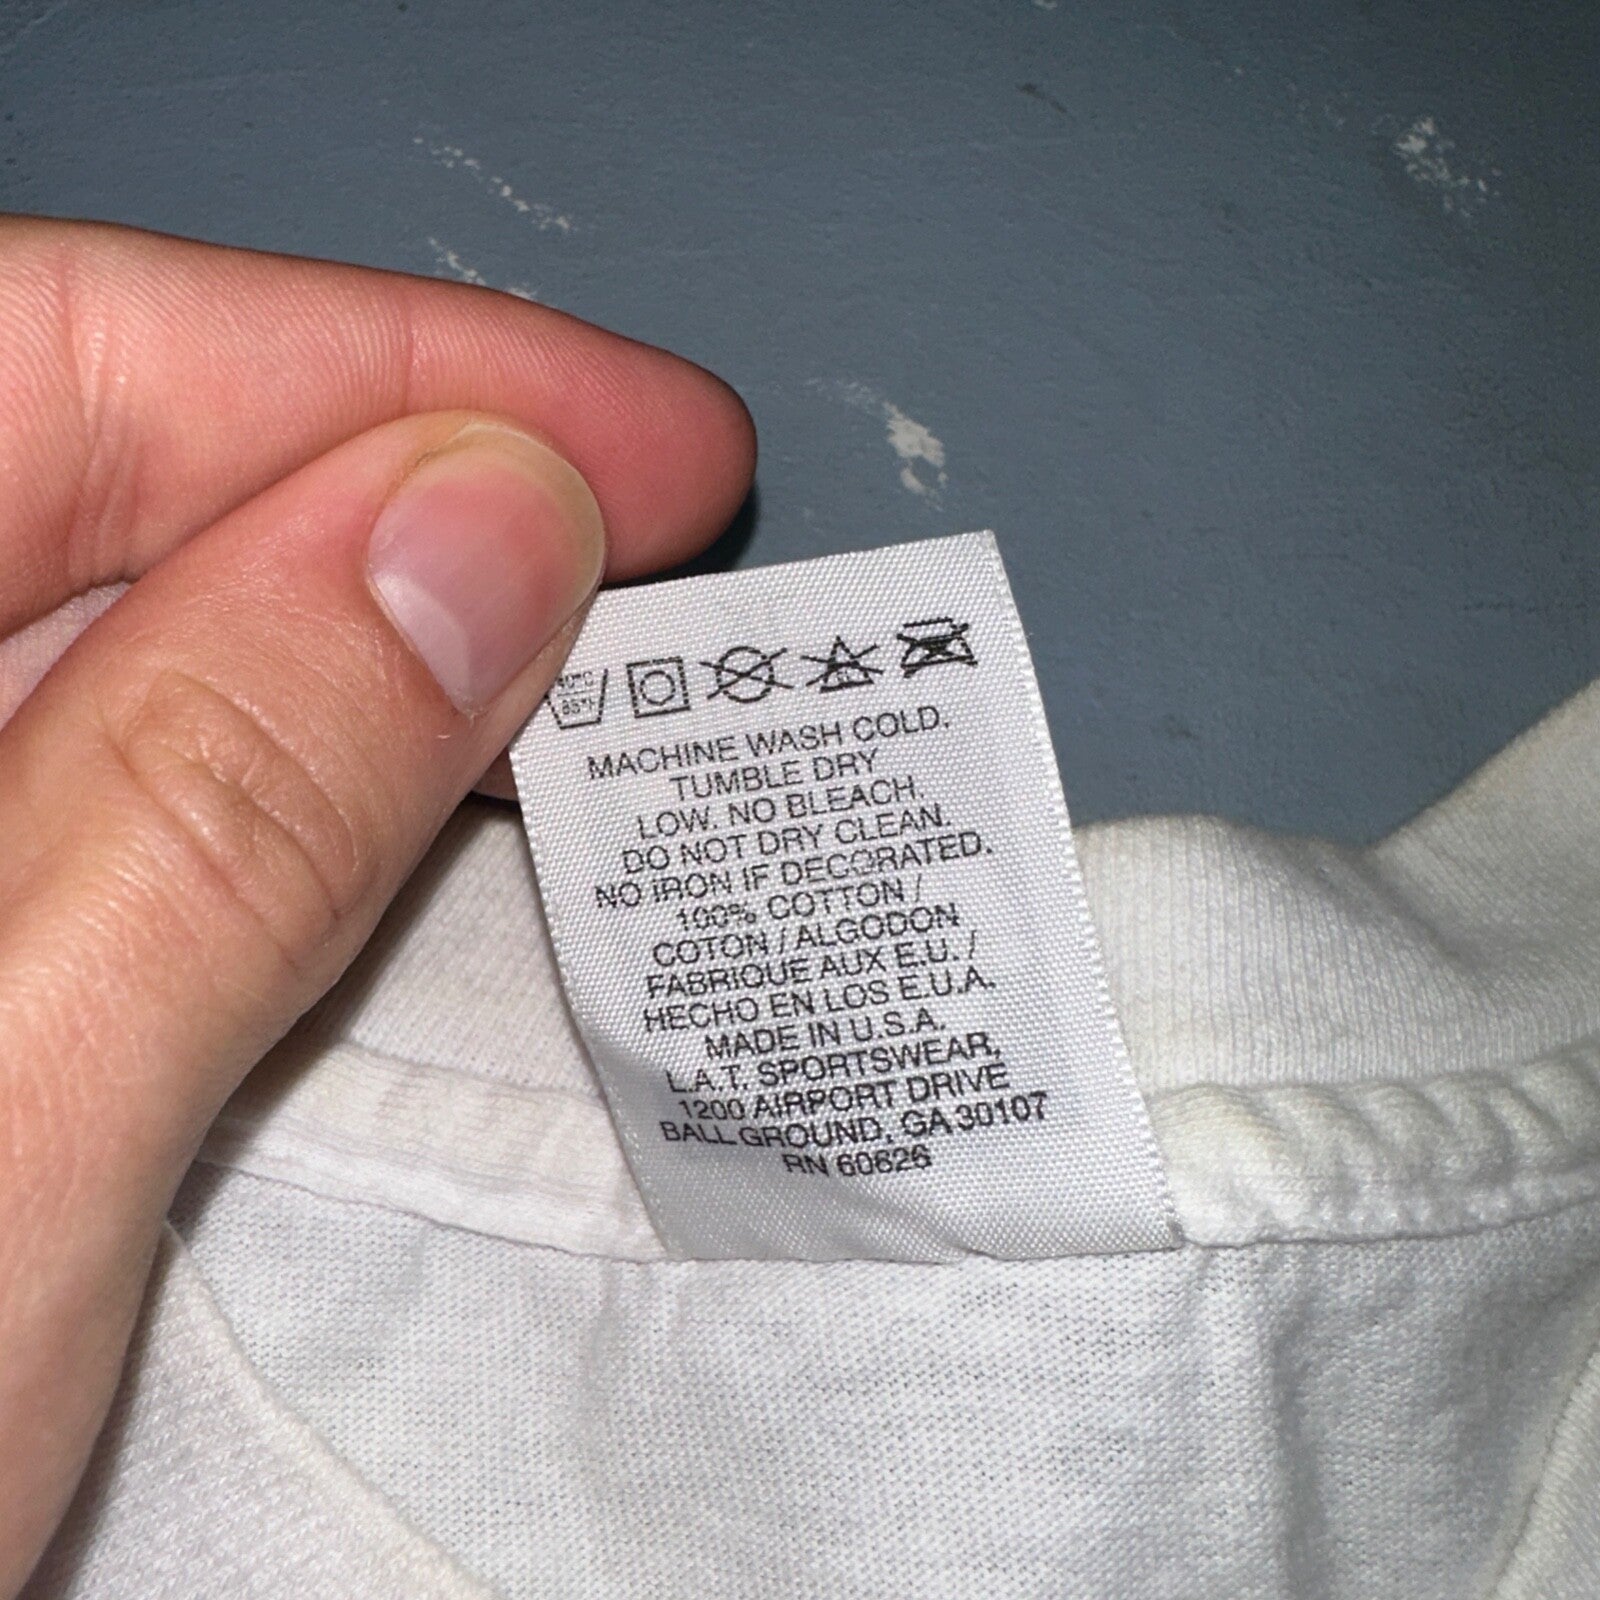 MACHINE WASH COLD.
TUMBLE DRY
LOW. NO BLEACH.
DO NOT DRY CLEAN.
NO IRON IF DECORATED.
100% COTTON /
COTON / ALGODON
FABRIQUE AUX E.U. /
HECHO EN LOS E.U.A.
MADE IN U.S.A.
L.A.T. SPORTSWEAR,
1200 AIRPORT DRIVE
BALL GROUND, GA 30107
RN 60626